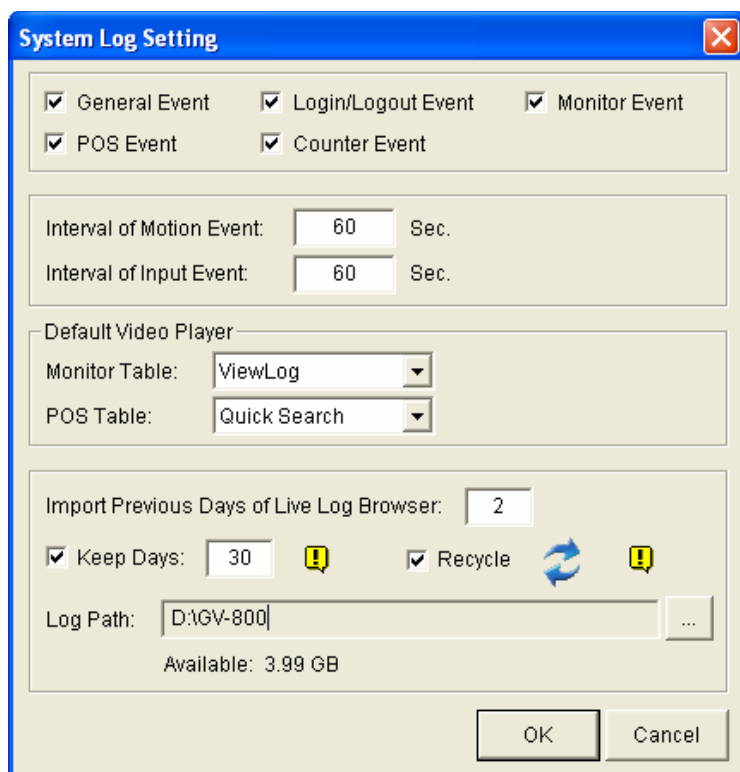 System Log Setting
General Event Login/Logout Event Monitor Event
POS Event Counter Event
Interval of Motion Event: 60 Sec.
Interval of Input Event: 60 Sec.
Default Video Player
Monitor Table: ViewLog
POS Table: Quick Search
Import Previous Days of Live Log Browser: 2
Keep Days: 30 ! Recycle !
Log Path: D:\GV-800 ...
Available: 3.99 GB
OK Cancel